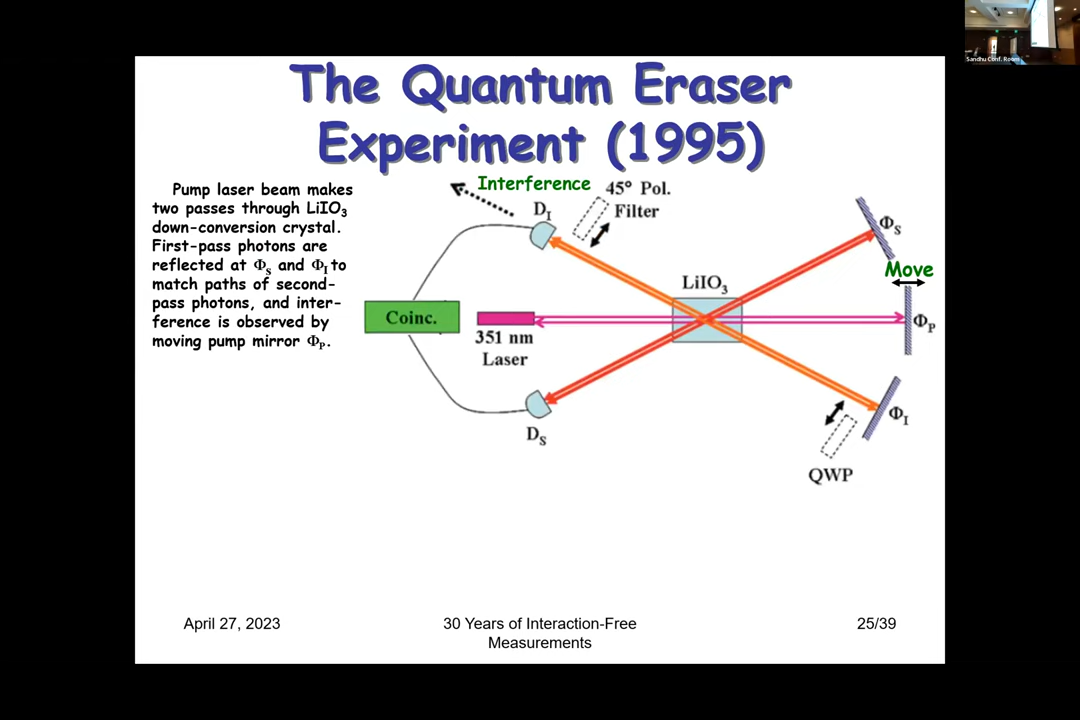 Sandhu Conf. Room
The Quantum Eraser
Experiment (1995)
Pump laser beam makes
two passes through LiIO₃
down-conversion crystal.
First-pass photons are
reflected at Φs and ΦI to
match paths of second-
pass photons, and inter-
ference is observed by
moving pump mirror ΦP.
Interference
45° Pol.
Filter
DI
ΦS
LiIO₃
Move
Coinc.
351 nm
Laser
ΦP
DS
ΦI
QWP
April 27, 2023
30 Years of Interaction-Free
Measurements
25/39